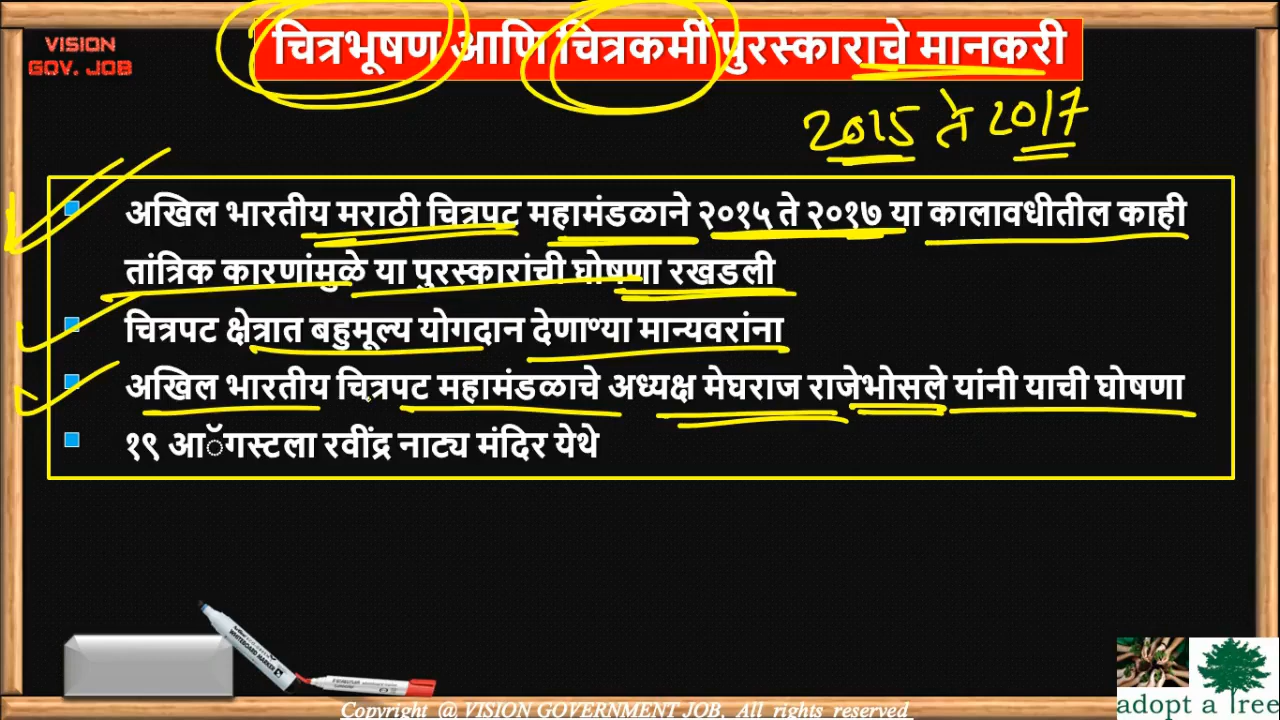 VISION
GOV. JOB
चित्रभूषण आणि चित्रकर्मी पुरस्काराचे मानकरी
2015 ते 2017
अखिल भारतीय मराठी चित्रपट महामंडळाने २०१५ ते २०१७ या कालावधीतील काही
तांत्रिक कारणांमुळे या पुरस्कारांची घोषणा रखडली
चित्रपट क्षेत्रात बहुमूल्य योगदान देणाºया मान्यवरांना
अखिल भारतीय चित्रपट महामंडळाचे अध्यक्ष मेघराज राजेभोसले यांनी याची घोषणा
१९ आॅगस्टला रवींद्र नाट्य मंदिर येथे
adopt a Tree
Copyright @ VISION GOVERNMENT JOB. All rights reserved